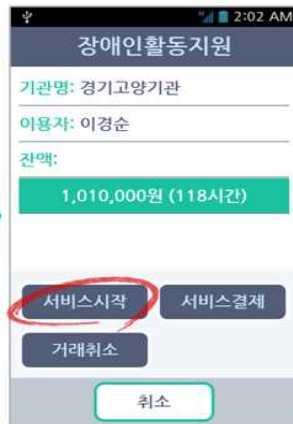 2:02 AM
장애인활동지원
기관명: 경기고양기관
이용자: 이경순
잔액:
1,010,000원 (118시간)
서비스시작 서비스결제
거래취소
취소